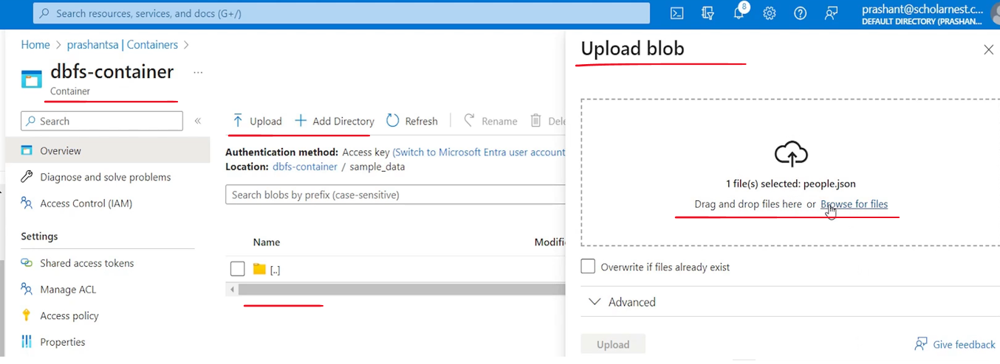 Search resources, services, and docs (G+/)
8
prashant@scholarnest.c...
DEFAULT DIRECTORY (PRASHAN...
Home > prashantsa | Containers >
dbfs-container ...
Container
Search
«
Overview
Diagnose and solve problems
Access Control (IAM)
Settings
Shared access tokens
Manage ACL
Access policy
Properties
Upload
Add Directory
Refresh
Rename
Dele
Authentication method: Access key (Switch to Microsoft Entra user account
Location: dbfs-container / sample_data
Search blobs by prefix (case-sensitive)
Name
Modifi
[..]
Upload blob
1 file(s) selected: people.json
Drag and drop files here or Browse for files
Overwrite if files already exist
Advanced
Upload
Give feedback